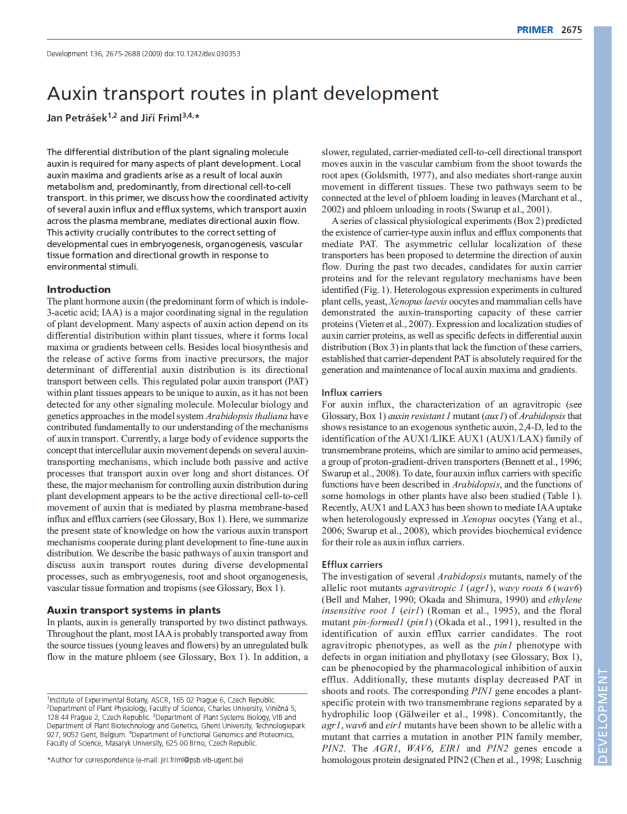 PRIMER 2675
Development 136, 2675-2688 (2009) doi:10.1242/dev.030353
Auxin transport routes in plant development
Jan Petrášek1,2 and Jiří Friml3,4,*
The differential distribution of the plant signaling molecule
auxin is required for many aspects of plant development. Local
auxin maxima and gradients arise as a result of local auxin
metabolism and, predominantly, from directional cell-to-cell
transport. In this primer, we discuss how the coordinated activity
of several auxin influx and efflux systems, which transport auxin
across the plasma membrane, mediates directional auxin flow.
This activity crucially contributes to the correct setting of
developmental cues in embryogenesis, organogenesis, vascular
tissue formation and directional growth in response to
environmental stimuli.
Introduction
The plant hormone auxin (the predominant form of which is indole-
3-acetic acid; IAA) is a major coordinating signal in the regulation
of plant development. Many aspects of auxin action depend on its
differential distribution within plant tissues, where it forms local
maxima or gradients between cells. Besides local biosynthesis and
the release of active forms from inactive precursors, the major
determinant of differential auxin distribution is its directional
transport between cells. This regulated polar auxin transport (PAT)
within plant tissues appears to be unique to auxin, as it has not been
detected for any other signaling molecule. Molecular biology and
genetics approaches in the model system Arabidopsis thaliana have
contributed fundamentally to our understanding of the mechanisms
of auxin transport. Currently, a large body of evidence supports the
concept that intercellular auxin movement depends on several auxin-
transporting mechanisms, which include both passive and active
processes that transport auxin over long and short distances. Of
these, the major mechanism for controlling auxin distribution during
plant development appears to be the active directional cell-to-cell
movement of auxin that is mediated by plasma membrane-based
influx and efflux carriers (see Glossary, Box 1). Here, we summarize
the present state of knowledge on how the various auxin transport
mechanisms cooperate during plant development to fine-tune auxin
distribution. We describe the basic pathways of auxin transport and
discuss auxin transport routes during diverse developmental
processes, such as embryogenesis, root and shoot organogenesis,
vascular tissue formation and tropisms (see Glossary, Box 1).
Auxin transport systems in plants
In plants, auxin is generally transported by two distinct pathways.
Throughout the plant, most IAA is probably transported away from
the source tissues (young leaves and flowers) by an unregulated bulk
flow in the mature phloem (see Glossary, Box 1). In addition, a
1Institute of Experimental Botany, ASCR, 165 02 Prague 6, Czech Republic.
2Department of Plant Physiology, Faculty of Science, Charles University, Viničná 5,
128 44 Prague 2, Czech Republic. 3Department of Plant Systems Biology, VIB and
Department of Plant Biotechnology and Genetics, Ghent University, Technologiepark
927, 9052 Gent, Belgium. 4Department of Functional Genomics and Proteomics,
Faculty of Science, Masaryk University, 625 00 Brno, Czech Republic.
*Author for correspondence (e-mail: jiri.friml@psb.vib-ugent.be)
slower, regulated, carrier-mediated cell-to-cell directional transport
moves auxin in the vascular cambium from the shoot towards the
root apex (Goldsmith, 1977), and also mediates short-range auxin
movement in different tissues. These two pathways seem to be
connected at the level of phloem loading in leaves (Marchant et al.,
2002) and phloem unloading in roots (Swarup et al., 2001).
A series of classical physiological experiments (Box 2) predicted
the existence of carrier-type auxin influx and efflux components that
mediate PAT. The asymmetric cellular localization of these
transporters has been proposed to determine the direction of auxin
flow. During the past two decades, candidates for auxin carrier
proteins and for the relevant regulatory mechanisms have been
identified (Fig. 1). Heterologous expression experiments in cultured
plant cells, yeast, Xenopus laevis oocytes and mammalian cells have
demonstrated the auxin-transporting capacity of these carrier
proteins (Vieten et al., 2007). Expression and localization studies of
auxin carrier proteins, as well as specific defects in differential auxin
distribution (Box 3) in plants that lack the function of these carriers,
established that carrier-dependent PAT is absolutely required for the
generation and maintenance of local auxin maxima and gradients.
Influx carriers
For auxin influx, the characterization of an agravitropic (see
Glossary, Box 1) auxin resistant 1 mutant (aux1) of Arabidopsis that
shows resistance to an exogenous synthetic auxin, 2,4-D, led to the
identification of the AUX1/LIKE AUX1 (AUX1/LAX) family of
transmembrane proteins, which are similar to amino acid permeases,
a group of proton-gradient-driven transporters (Bennett et al., 1996;
Swarup et al., 2008). To date, four auxin influx carriers with specific
functions have been described in Arabidopsis, and the functions of
some homologs in other plants have also been studied (Table 1).
Recently, AUX1 and LAX3 has been shown to mediate IAA uptake
when heterologously expressed in Xenopus oocytes (Yang et al.,
2006; Swarup et al., 2008), which provides biochemical evidence
for their role as auxin influx carriers.
Efflux carriers
The investigation of several Arabidopsis mutants, namely of the
allelic root mutants agravitropic 1 (agr1), wavy roots 6 (wav6)
(Bell and Maher, 1990; Okada and Shimura, 1990) and ethylene
insensitive root 1 (eir1) (Roman et al., 1995), and the floral
mutant pin-formed1 (pin1) (Okada et al., 1991), resulted in the
identification of auxin efflux carrier candidates. The root
agravitropic phenotypes, as well as the pin1 phenotype with
defects in organ initiation and phyllotaxy (see Glossary, Box 1),
can be phenocopied by the pharmacological inhibition of auxin
efflux. Additionally, these mutants display decreased PAT in
shoots and roots. The corresponding PIN1 gene encodes a plant-
specific protein with two transmembrane regions separated by a
hydrophilic loop (Gälweiler et al., 1998). Concomitantly, the
agr1, wav6 and eir1 mutants have been shown to be allelic with a
mutant that carries a mutation in another PIN family member,
PIN2. The AGR1, WAV6, EIR1 and PIN2 genes encode a
homologous protein designated PIN2 (Chen et al., 1998; Luschnig
DEVELOPMENT